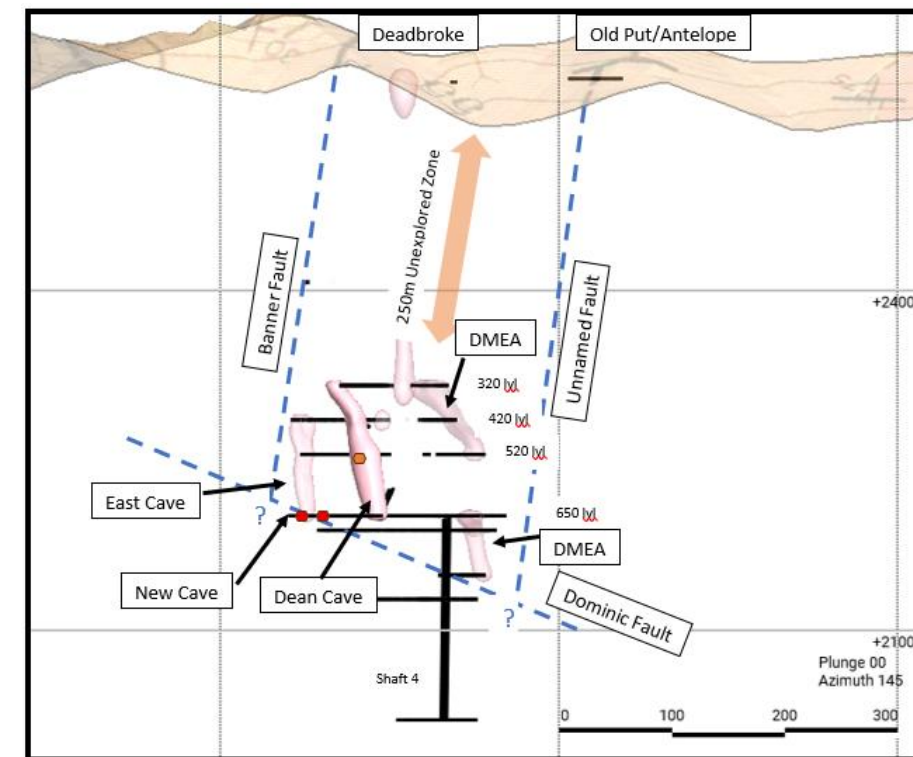 Deadbroke
Old Put/Antelope
250m Unexplored Zone
Banner Fault
Unnamed Fault
+2400
DMEA
320 lvl
420 lvl
520 lvl
East Cave
?
650 lvl
DMEA
New Cave
Dean Cave
Dominic Fault
?
+2100
Plunge 00
Azimuth 145
Shaft 4
0 100 200 300